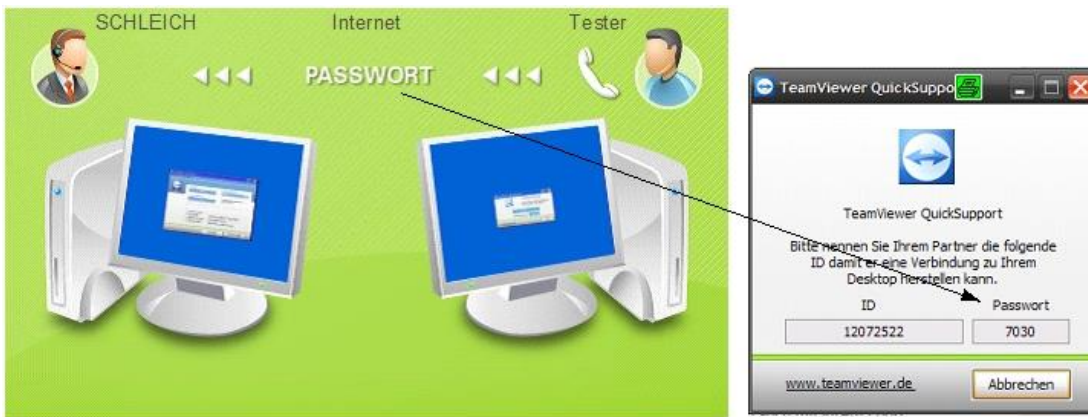 SCHLEICH Internet Tester
PASSWORT
TeamViewer QuickSuppo
TeamViewer QuickSupport
Bitte nennen Sie Ihrem Partner die folgende
ID damit er eine Verbindung zu Ihrem
Desktop herstellen kann.
ID Passwort
12072522 7030
www.teamviewer.de
Abbrechen